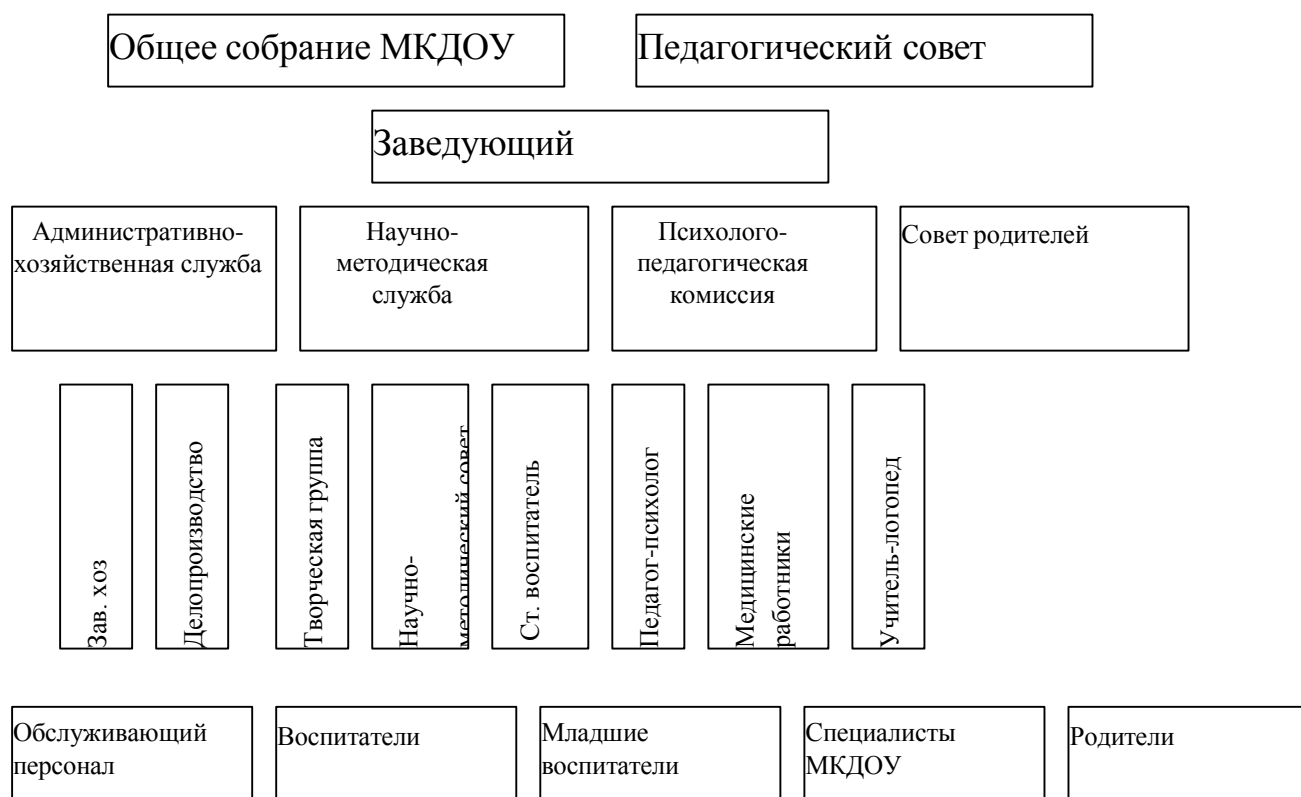 Общее собрание МКДОУ
Педагогический совет
Заведующий
Административно-
хозяйственная служба
Научно-
методическая
служба
Психолого-
педагогическая
комиссия
Совет родителей
Зав. хоз
Делопроизводство
Творческая группа
Научно-
методический совет
Ст. воспитатель
Педагог-психолог
Медицинские
работники
Учитель-логопед
Обслуживающий
персонал
Воспитатели
Младшие
воспитатели
Специалисты
МКДОУ
Родители